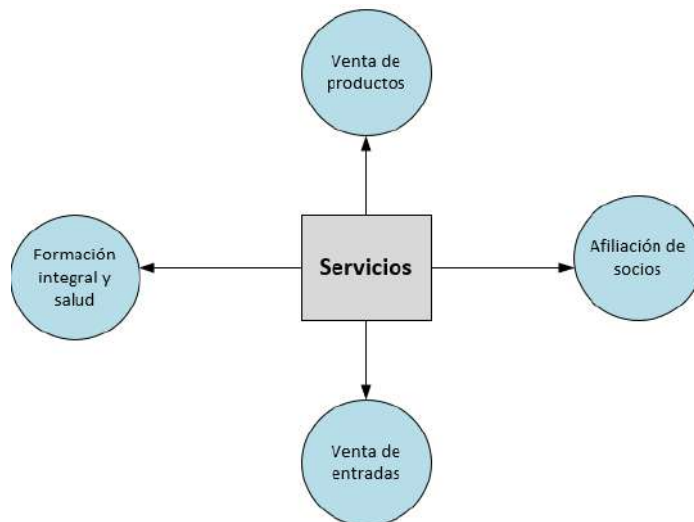 Venta de
productos
Formación
integral y
salud
Servicios
Afiliación de
socios
Venta de
entradas